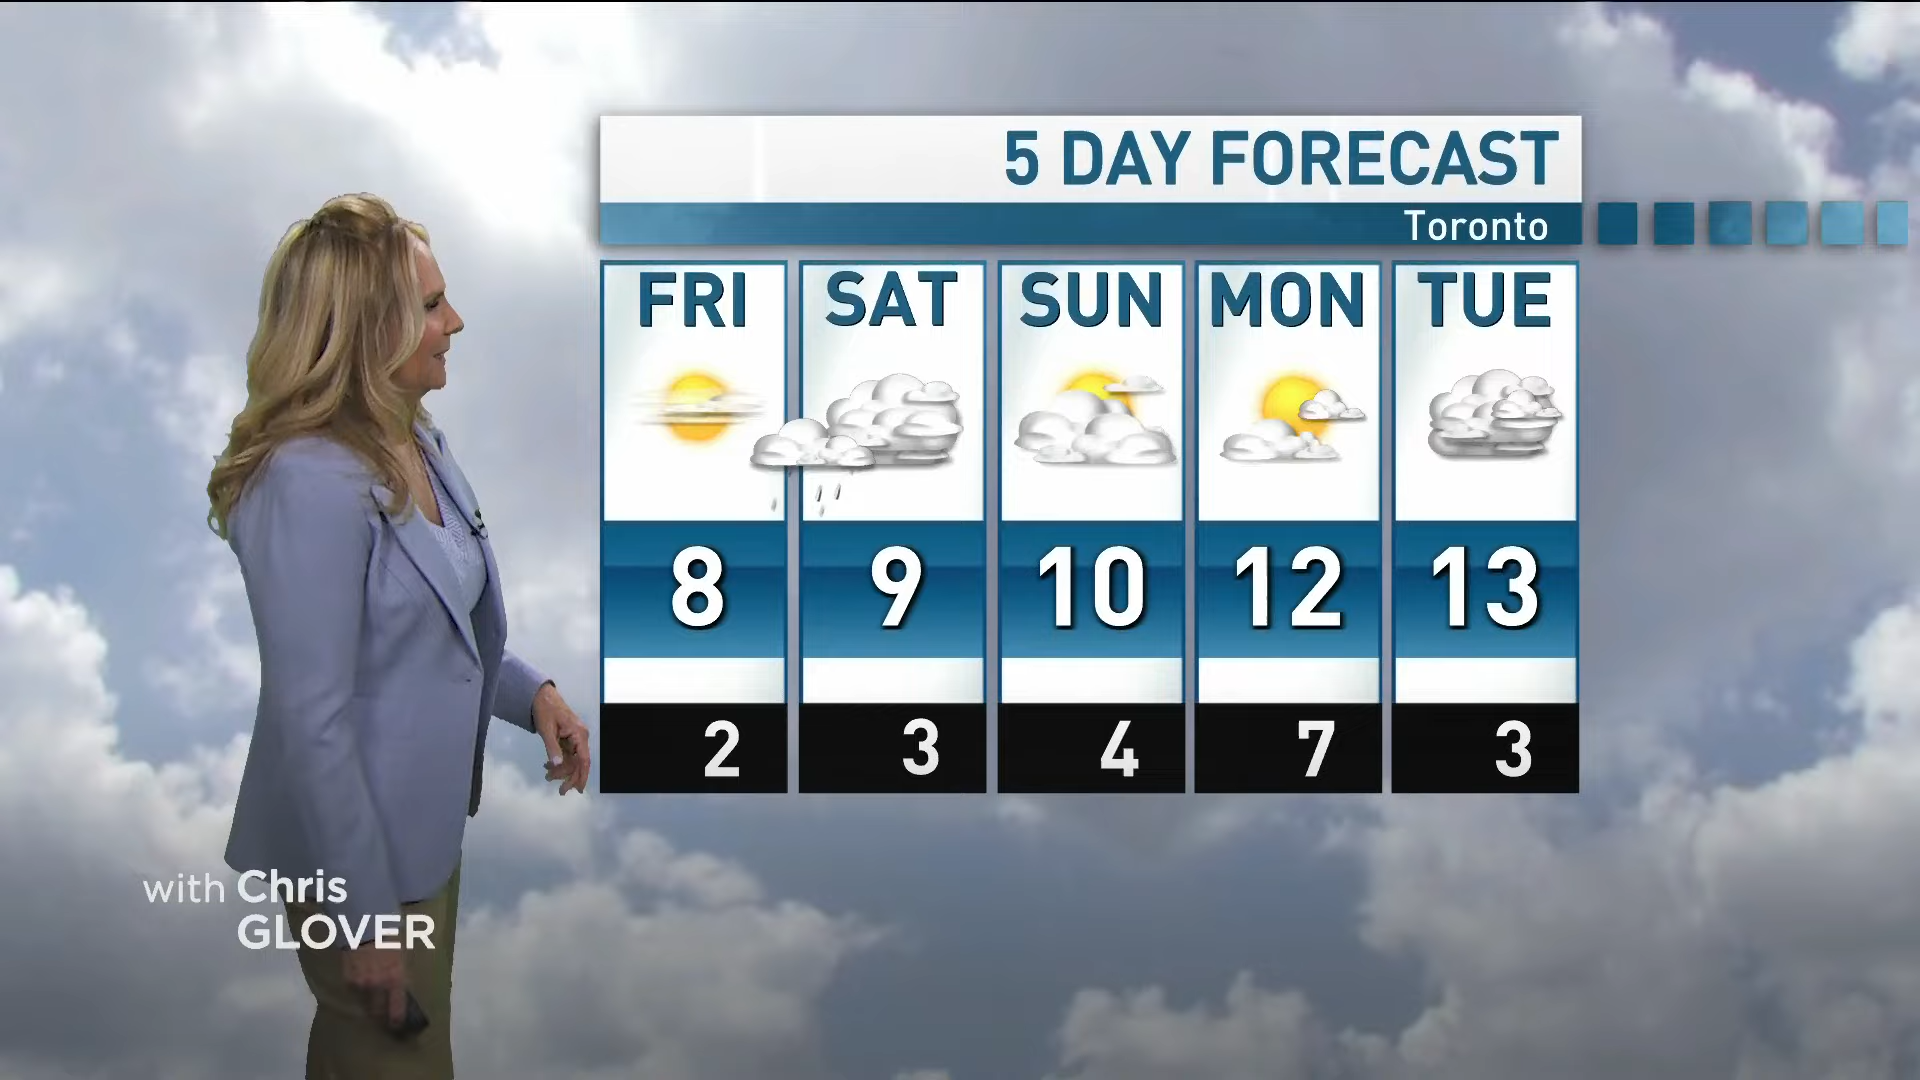 5 DAY FORECAST
Toronto
FRI SAT SUN MON TUE
8 9 10 12 13
2 3 4 7 3
with Chris
GLOVER